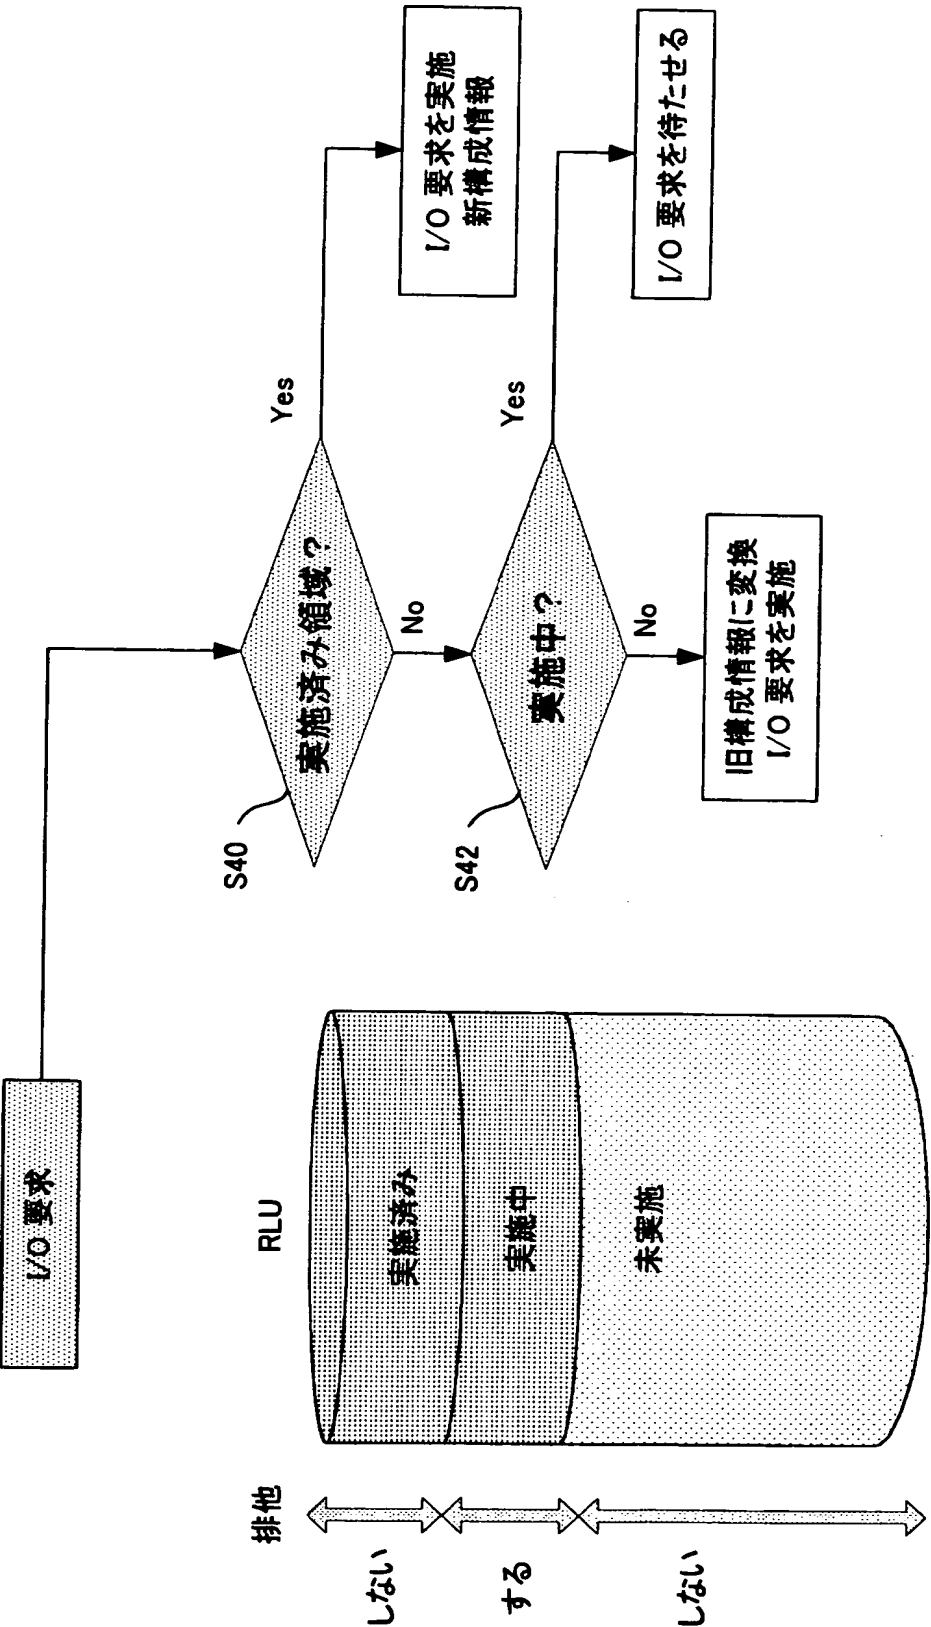 I/O 要求
排他
RLU
しない
する
しない
実施済み
実施中
未実施
S40
実施済み領域？
Yes
No
I/O 要求を実施
新構成情報
S42
実施中？
Yes
No
I/O 要求を待たせる
旧構成情報に変換
I/O 要求を実施